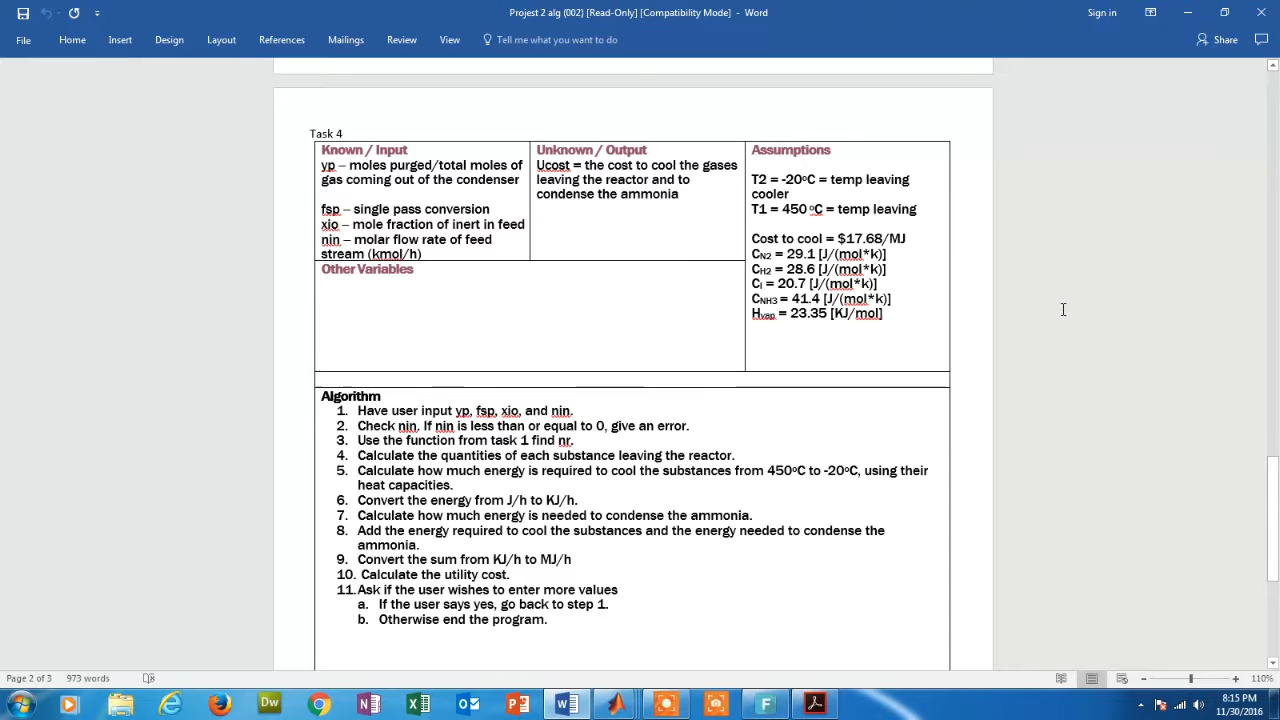 Projest 2 alg (002) [Read-Only] [Compatibility Mode] - Word
Sign in
File Home Insert Design Layout References Mailings Review View Tell me what you want to do
Share
Task 4
Known / Input
yp – moles purged/total moles of
gas coming out of the condenser
fsp – single pass conversion
xio – mole fraction of inert in feed
nin – molar flow rate of feed
stream (kmol/h)
Unknown / Output
Ucost = the cost to cool the gases
leaving the reactor and to
condense the ammonia
Assumptions
T2 = -20ºC = temp leaving
cooler
T1 = 450 ºC = temp leaving
Cost to cool = $17.68/MJ
CN2 = 29.1 [J/(mol*k)]
CH2 = 28.6 [J/(mol*k)]
CI = 20.7 [J/(mol*k)]
CNH3 = 41.4 [J/(mol*k)]
Hvap = 23.35 [KJ/mol]
Other Variables
Algorithm
1. Have user input yp, fsp, xio, and nin.
2. Check nin. If nin is less than or equal to 0, give an error.
3. Use the function from task 1 find nr.
4. Calculate the quantities of each substance leaving the reactor.
5. Calculate how much energy is required to cool the substances from 450ºC to -20ºC, using their
heat capacities.
6. Convert the energy from J/h to KJ/h.
7. Calculate how much energy is needed to condense the ammonia.
8. Add the energy required to cool the substances and the energy needed to condense the
ammonia.
9. Convert the sum from KJ/h to MJ/h
10. Calculate the utility cost.
11. Ask if the user wishes to enter more values
a. If the user says yes, go back to step 1.
b. Otherwise end the program.
Page 2 of 3 973 words
110%
Dw
8:15 PM
11/30/2016